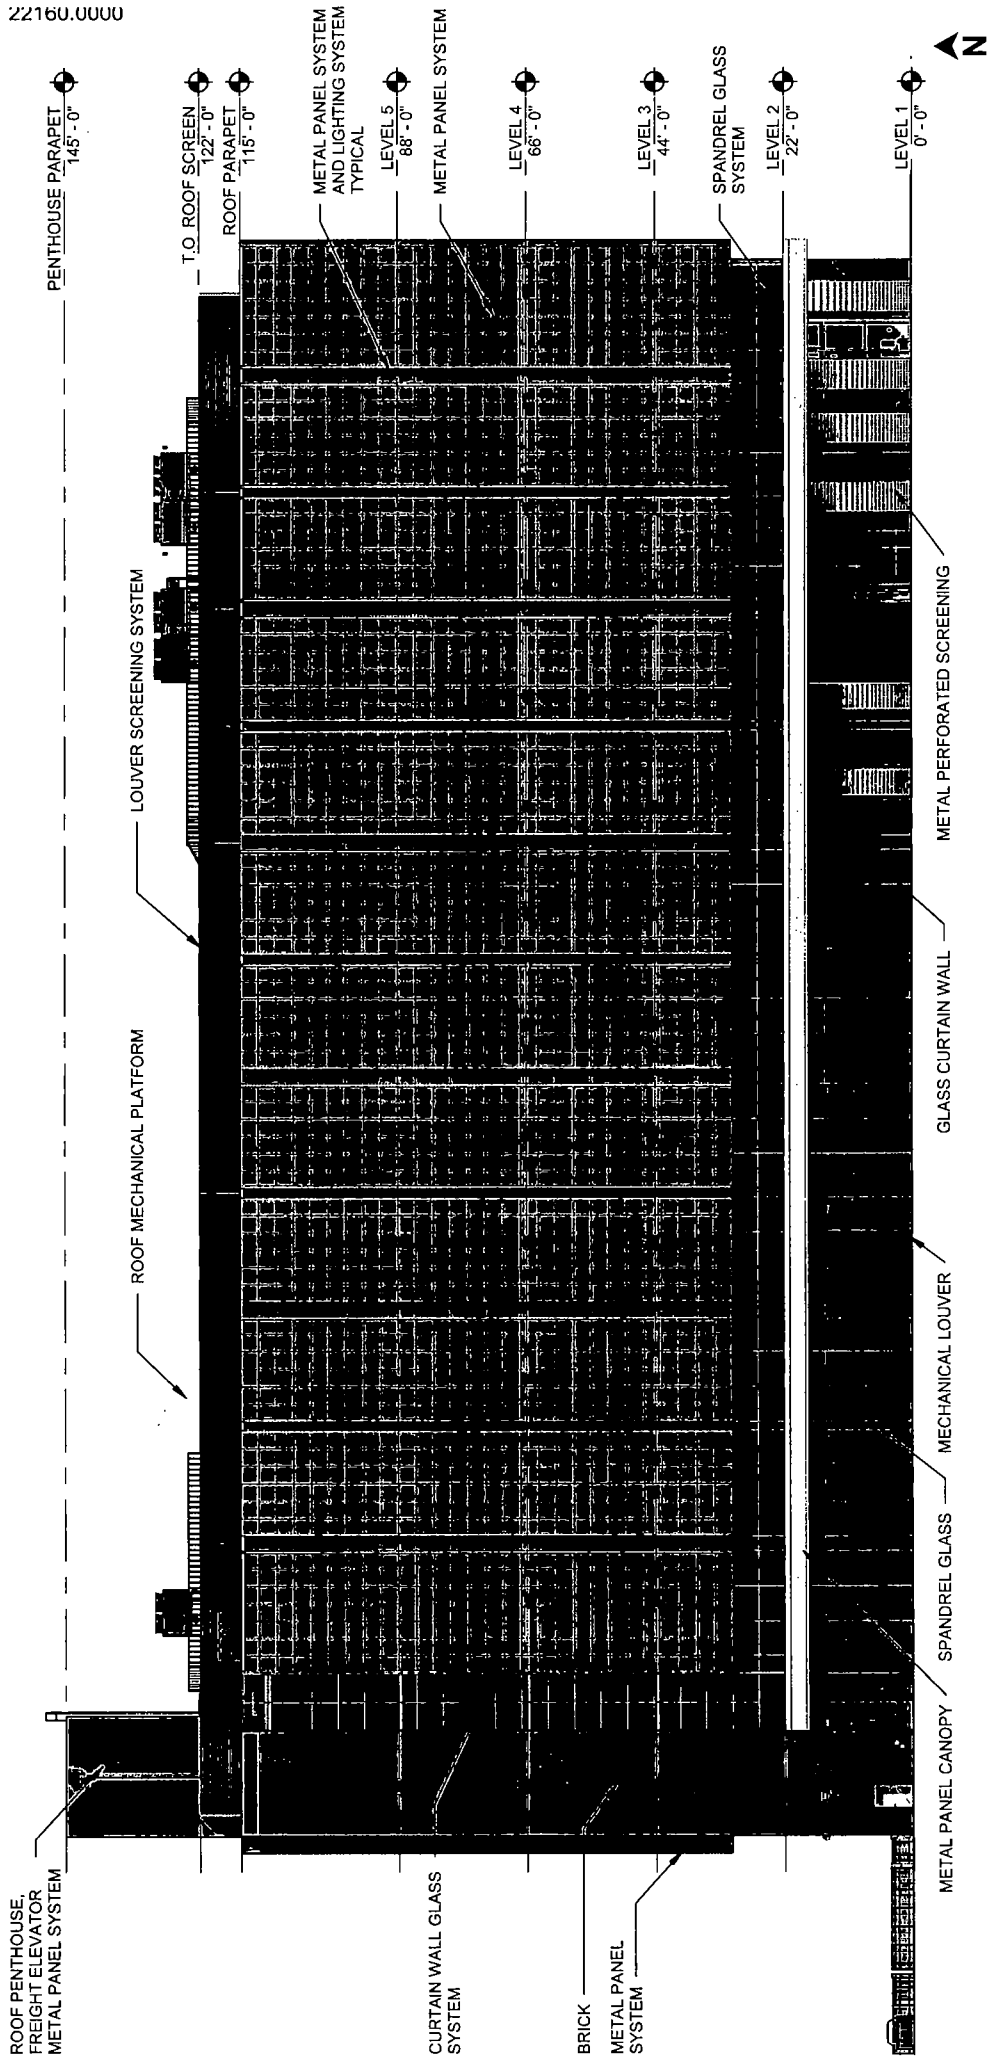 22160.0000
N
PENTHOUSE PARAPET
145' - 0"
T.O ROOF SCREEN
122' - 0"
ROOF PARAPET
115' - 0"
METAL PANEL SYSTEM
AND LIGHTING SYSTEM
TYPICAL
LEVEL 5
88' - 0"
METAL PANEL SYSTEM
LEVEL 4
66' - 0"
LEVEL 3
44' - 0"
SPANDREL GLASS
SYSTEM
LEVEL 2
22' - 0"
LEVEL 1
0' - 0"
LOUVER SCREENING SYSTEM
ROOF MECHANICAL PLATFORM
ROOF PENTHOUSE,
FREIGHT ELEVATOR
METAL PANEL SYSTEM
CURTAIN WALL GLASS
SYSTEM
BRICK
METAL PANEL
SYSTEM
METAL PANEL CANOPY
SPANDREL GLASS
MECHANICAL LOUVER
GLASS CURTAIN WALL
METAL PERFORATED SCREENING